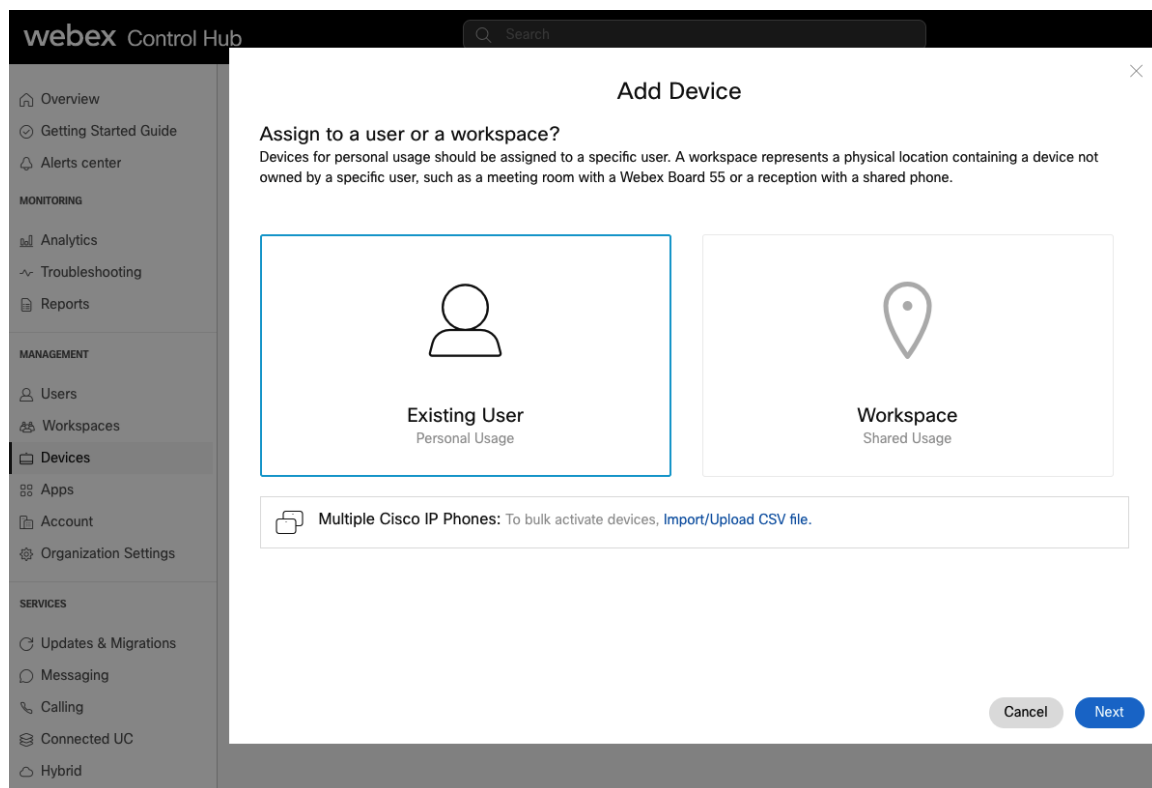 webex Control Hub
Search
Overview
Getting Started Guide
Alerts center
MONITORING
Analytics
Troubleshooting
Reports
MANAGEMENT
Users
Workspaces
Devices
Apps
Account
Organization Settings
SERVICES
Updates & Migrations
Messaging
Calling
Connected UC
Hybrid
Add Device
Assign to a user or a workspace?
Devices for personal usage should be assigned to a specific user. A workspace represents a physical location containing a device not
owned by a specific user, such as a meeting room with a Webex Board 55 or a reception with a shared phone.
Existing User
Personal Usage
Workspace
Shared Usage
Multiple Cisco IP Phones: To bulk activate devices, Import/Upload CSV file.
Cancel
Next